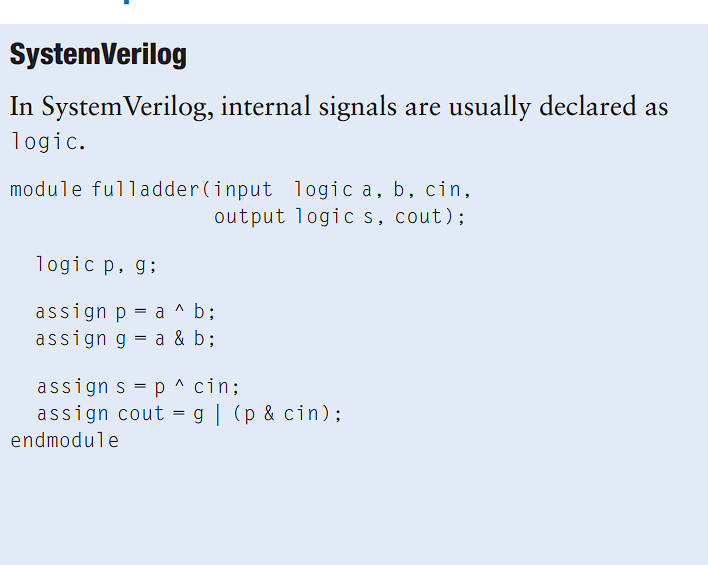 SystemVerilog
In SystemVerilog, internal signals are usually declared as
logic.
module fulladder(input logic a, b, cin,
output logic s, cout);
logic p, g;
assign p = a ^ b;
assign g = a & b;
assign s = p ^ cin;
assign cout = g | (p & cin);
endmodule